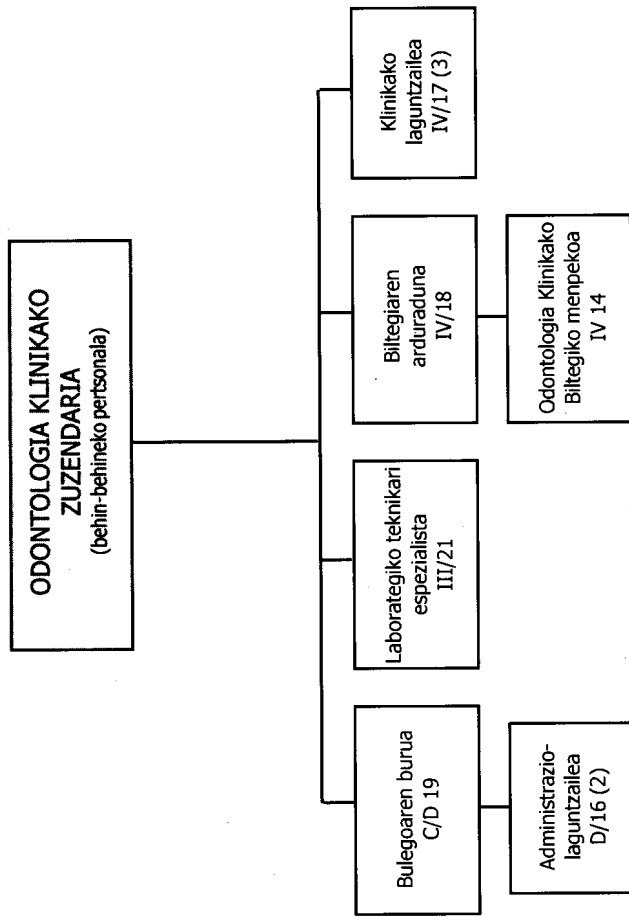 ODONTOLOGIA KLINIKAKO
ZUZENDARIA
(behin-behineko pertsonala)
Bulegoaren burua
C/D 19
Laborategiko teknikari
espezialista
III/21
Biltegiaren
arduraduna
IV/18
Klinikako
laguntzailea
IV/17 (3)
Administrazio-
laguntzailea
D/16 (2)
Odontologia Klinikako
Biltegiko menpekoa
IV 14